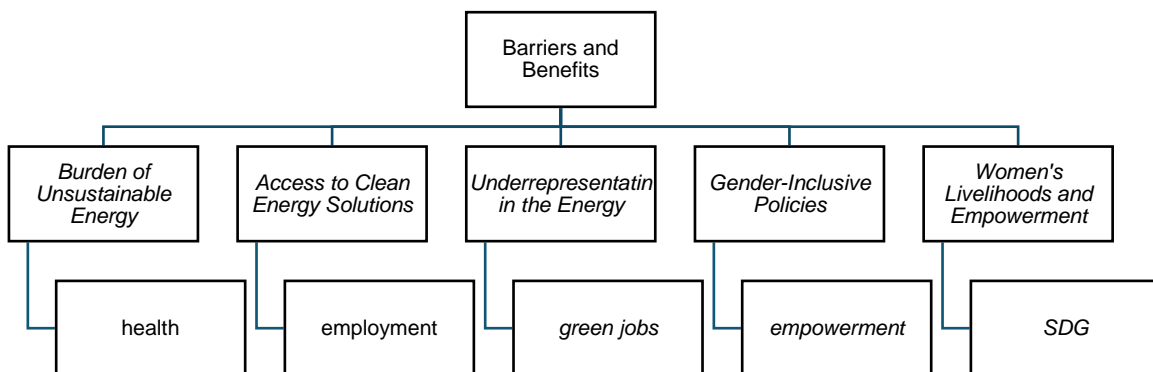 Barriers and
Benefits
Burden of
Unsustainable
Energy
Access to Clean
Energy Solutions
Underrepresentatin
in the Energy
Gender-Inclusive
Policies
Women's
Livelihoods and
Empowerment
health
employment
green jobs
empowerment
SDG